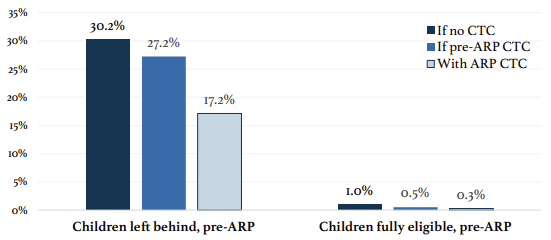 35%
30%
25%
20%
15%
10%
5%
0%
30.2%
27.2%
17.2%
1.0%
0.5%
0.3%
If no CTC
If pre-ARP CTC
With ARP CTC
Children left behind, pre-ARP
Children fully eligible, pre-ARP